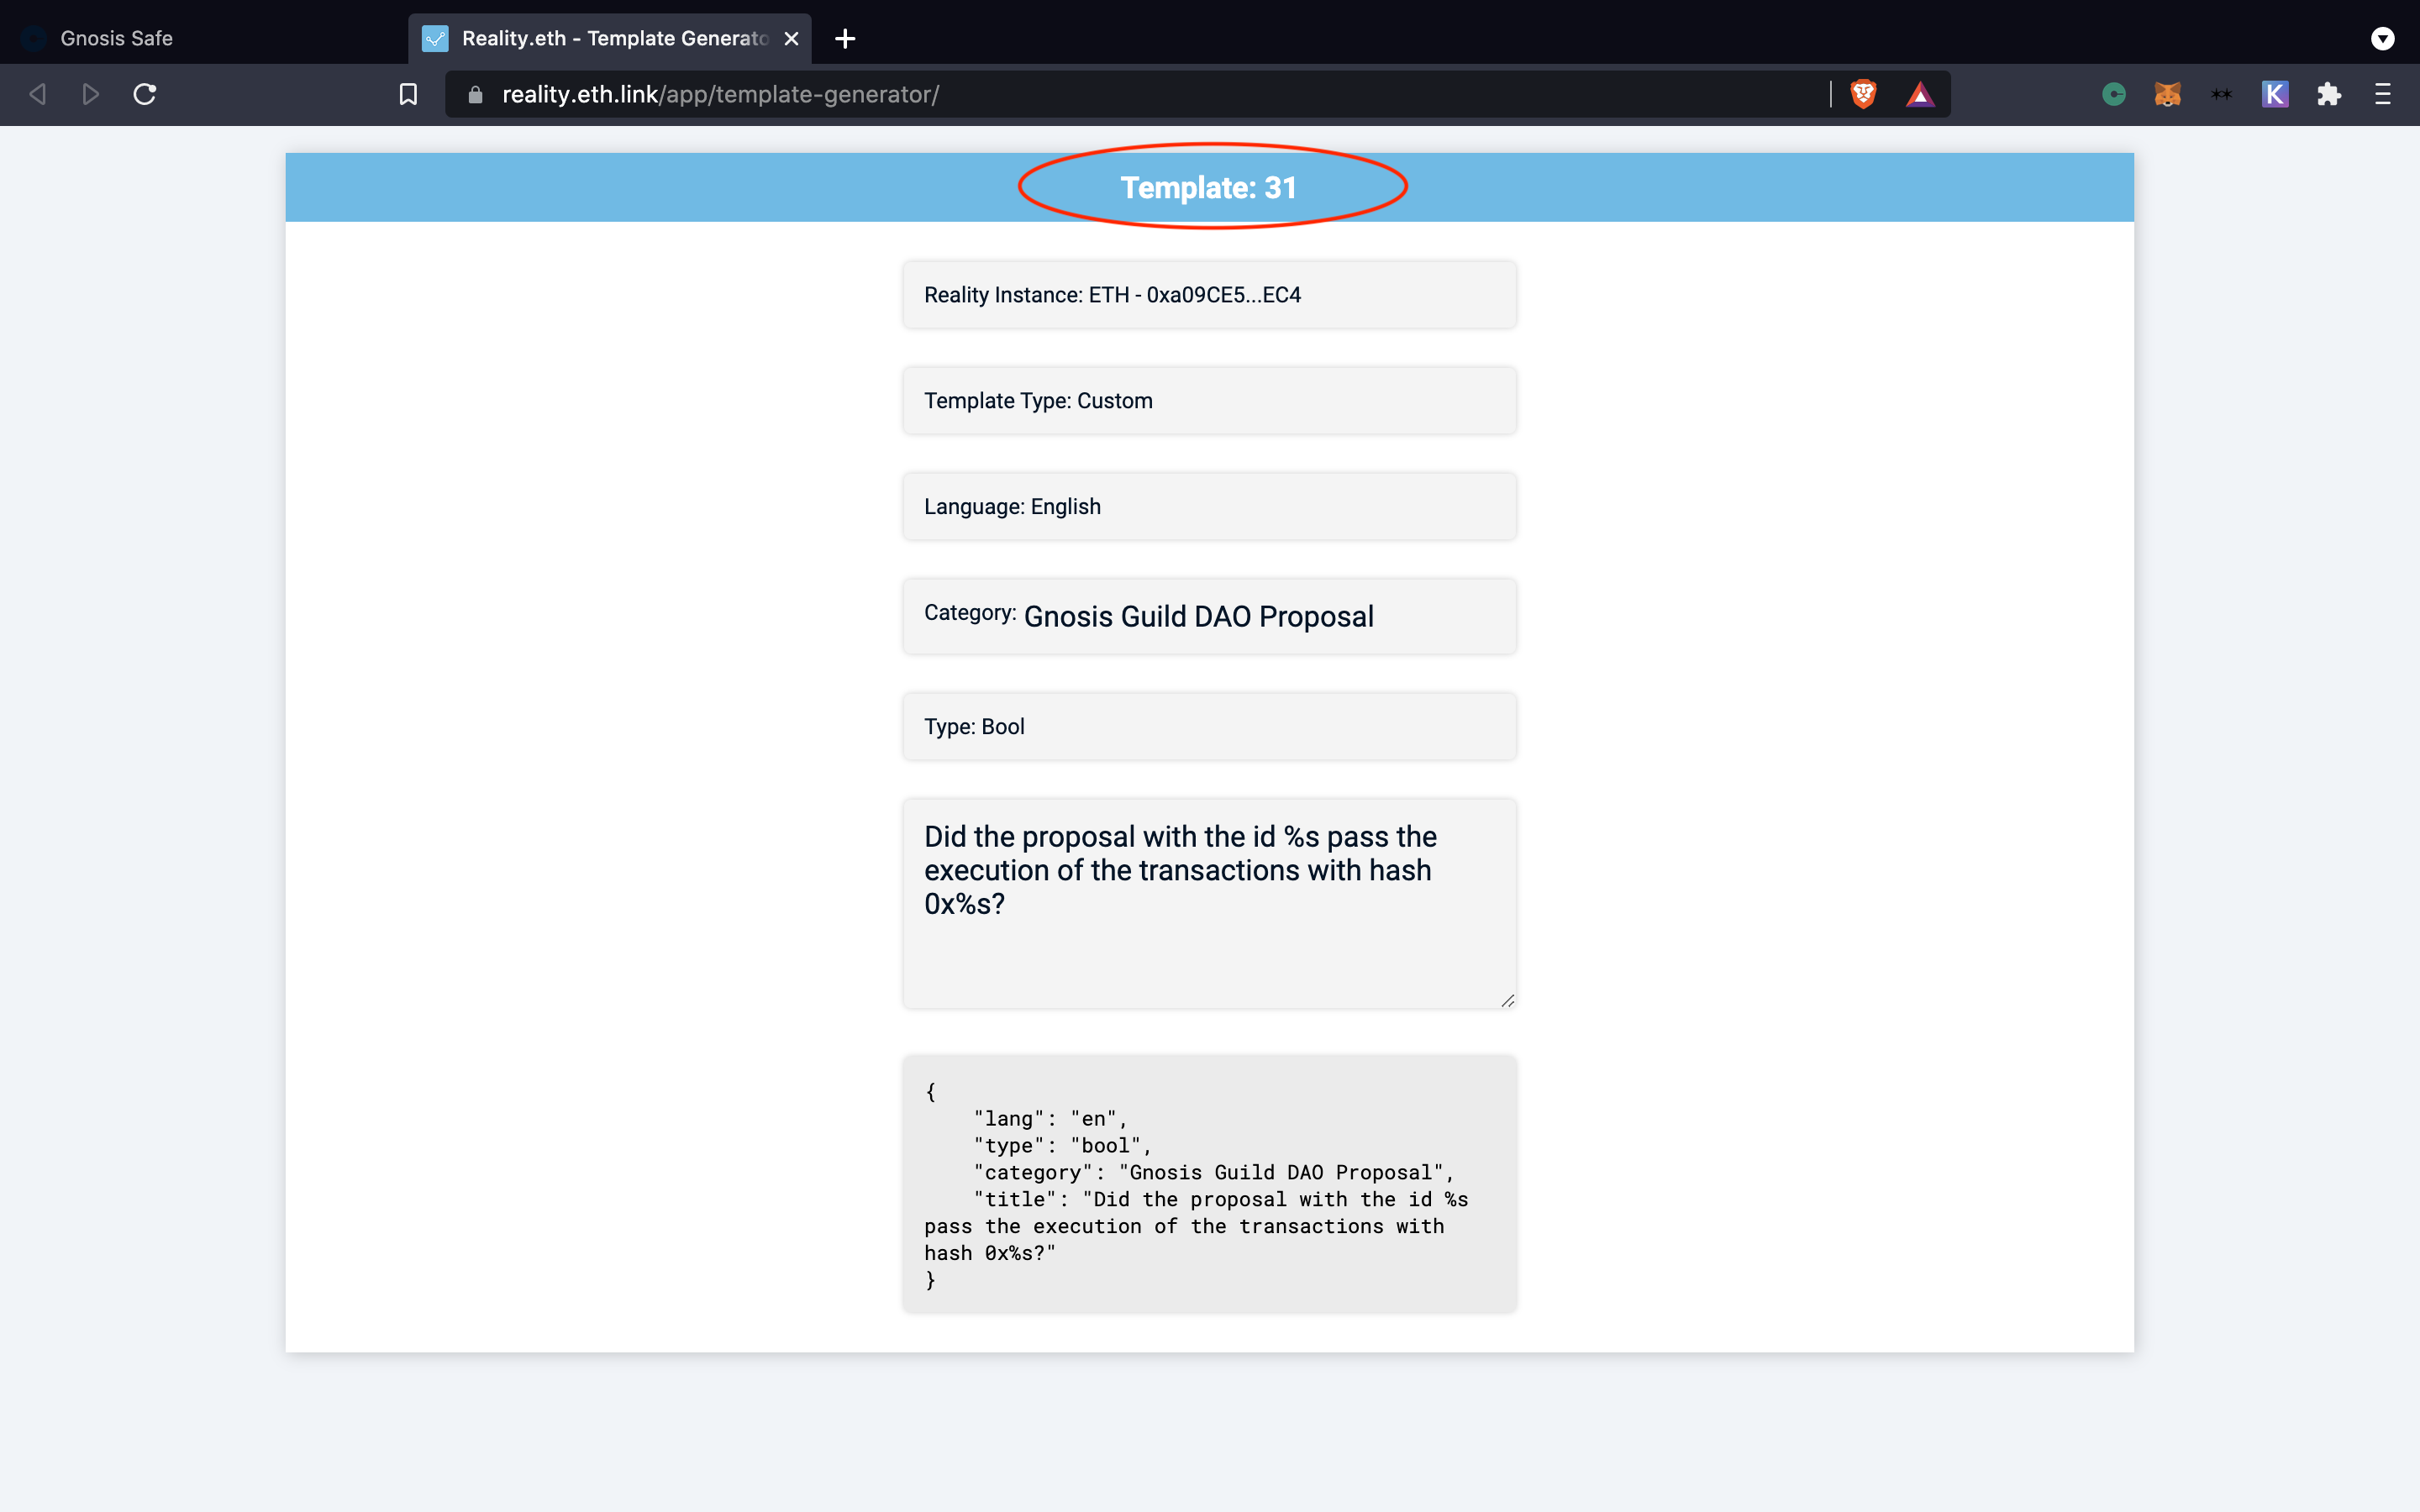 Gnosis Safe
Reality.eth - Template Generato
reality.eth.link/app/template-generator/
K
Template: 31
Reality Instance: ETH - 0xa09CE5...EC4
Template Type: Custom
Language: English
Category: Gnosis Guild DAO Proposal
Type: Bool
Did the proposal with the id %s pass the
execution of the transactions with hash
0x%s?
{
    "lang": "en",
    "type": "bool",
    "category": "Gnosis Guild DAO Proposal",
    "title": "Did the proposal with the id %s
pass the execution of the transactions with
hash 0x%s?"
}